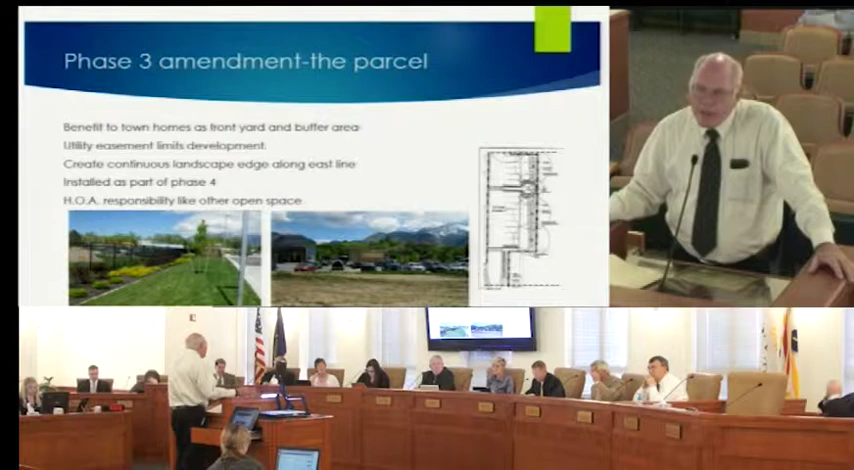 Phase 3 amendment-the parcel
Benefit to town homes as front yard and buffer area
Utility easement limits development.
Create continuous landscape edge along east line
Installed as part of phase 4
H.O.A. responsibility like other open space